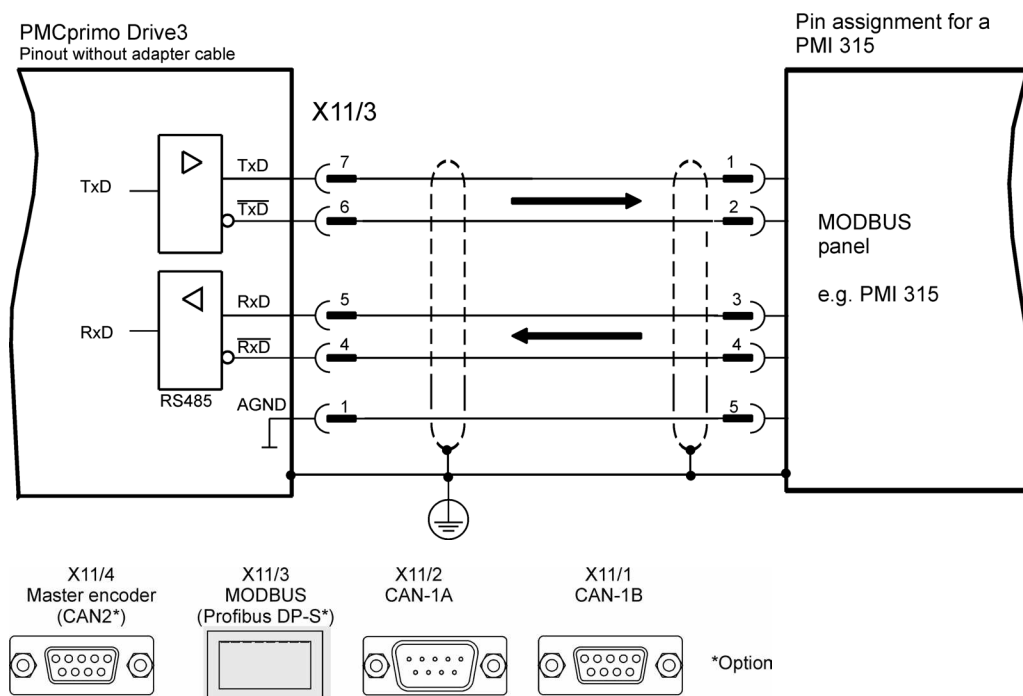 PMCprimo Drive3
Pinout without adapter cable
Pin assignment for a
PMI 315
X11/3
TxD
TxD
7
1
TxD
6
2
MODBUS
panel
e.g. PMI 315
RxD
RxD
5
3
RxD
4
4
RS485
AGND
1
5
X11/4
Master encoder
(CAN2*)
X11/3
MODBUS
(Profibus DP-S*)
X11/2
CAN-1A
X11/1
CAN-1B
*Option